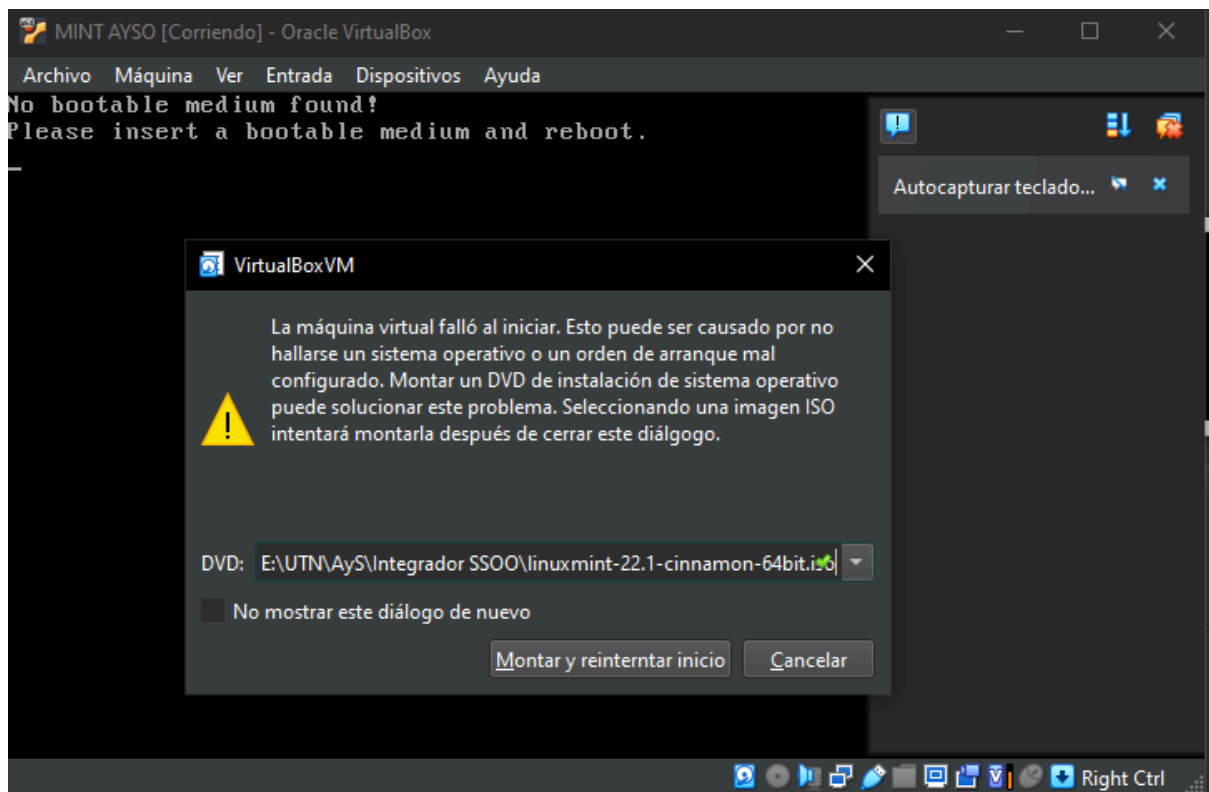 MINT AYSO [Corriendo] - Oracle VirtualBox
Archivo Máquina Ver Entrada Dispositivos Ayuda
No bootable medium found!
Please insert a bootable medium and reboot.
Autocapturar teclado...
VirtualBoxVM
La máquina virtual falló al iniciar. Esto puede ser causado por no
hallarse un sistema operativo o un orden de arranque mal
configurado. Montar un DVD de instalación de sistema operativo
puede solucionar este problema. Seleccionando una imagen ISO
intentará montarla después de cerrar este diálgogo.
DVD: E:\UTN\AyS\Integrador SSOO\linuxmint-22.1-cinnamon-64bit.iso
No mostrar este diálogo de nuevo
Montar y reinterntar inicio Cancelar
Right Ctrl